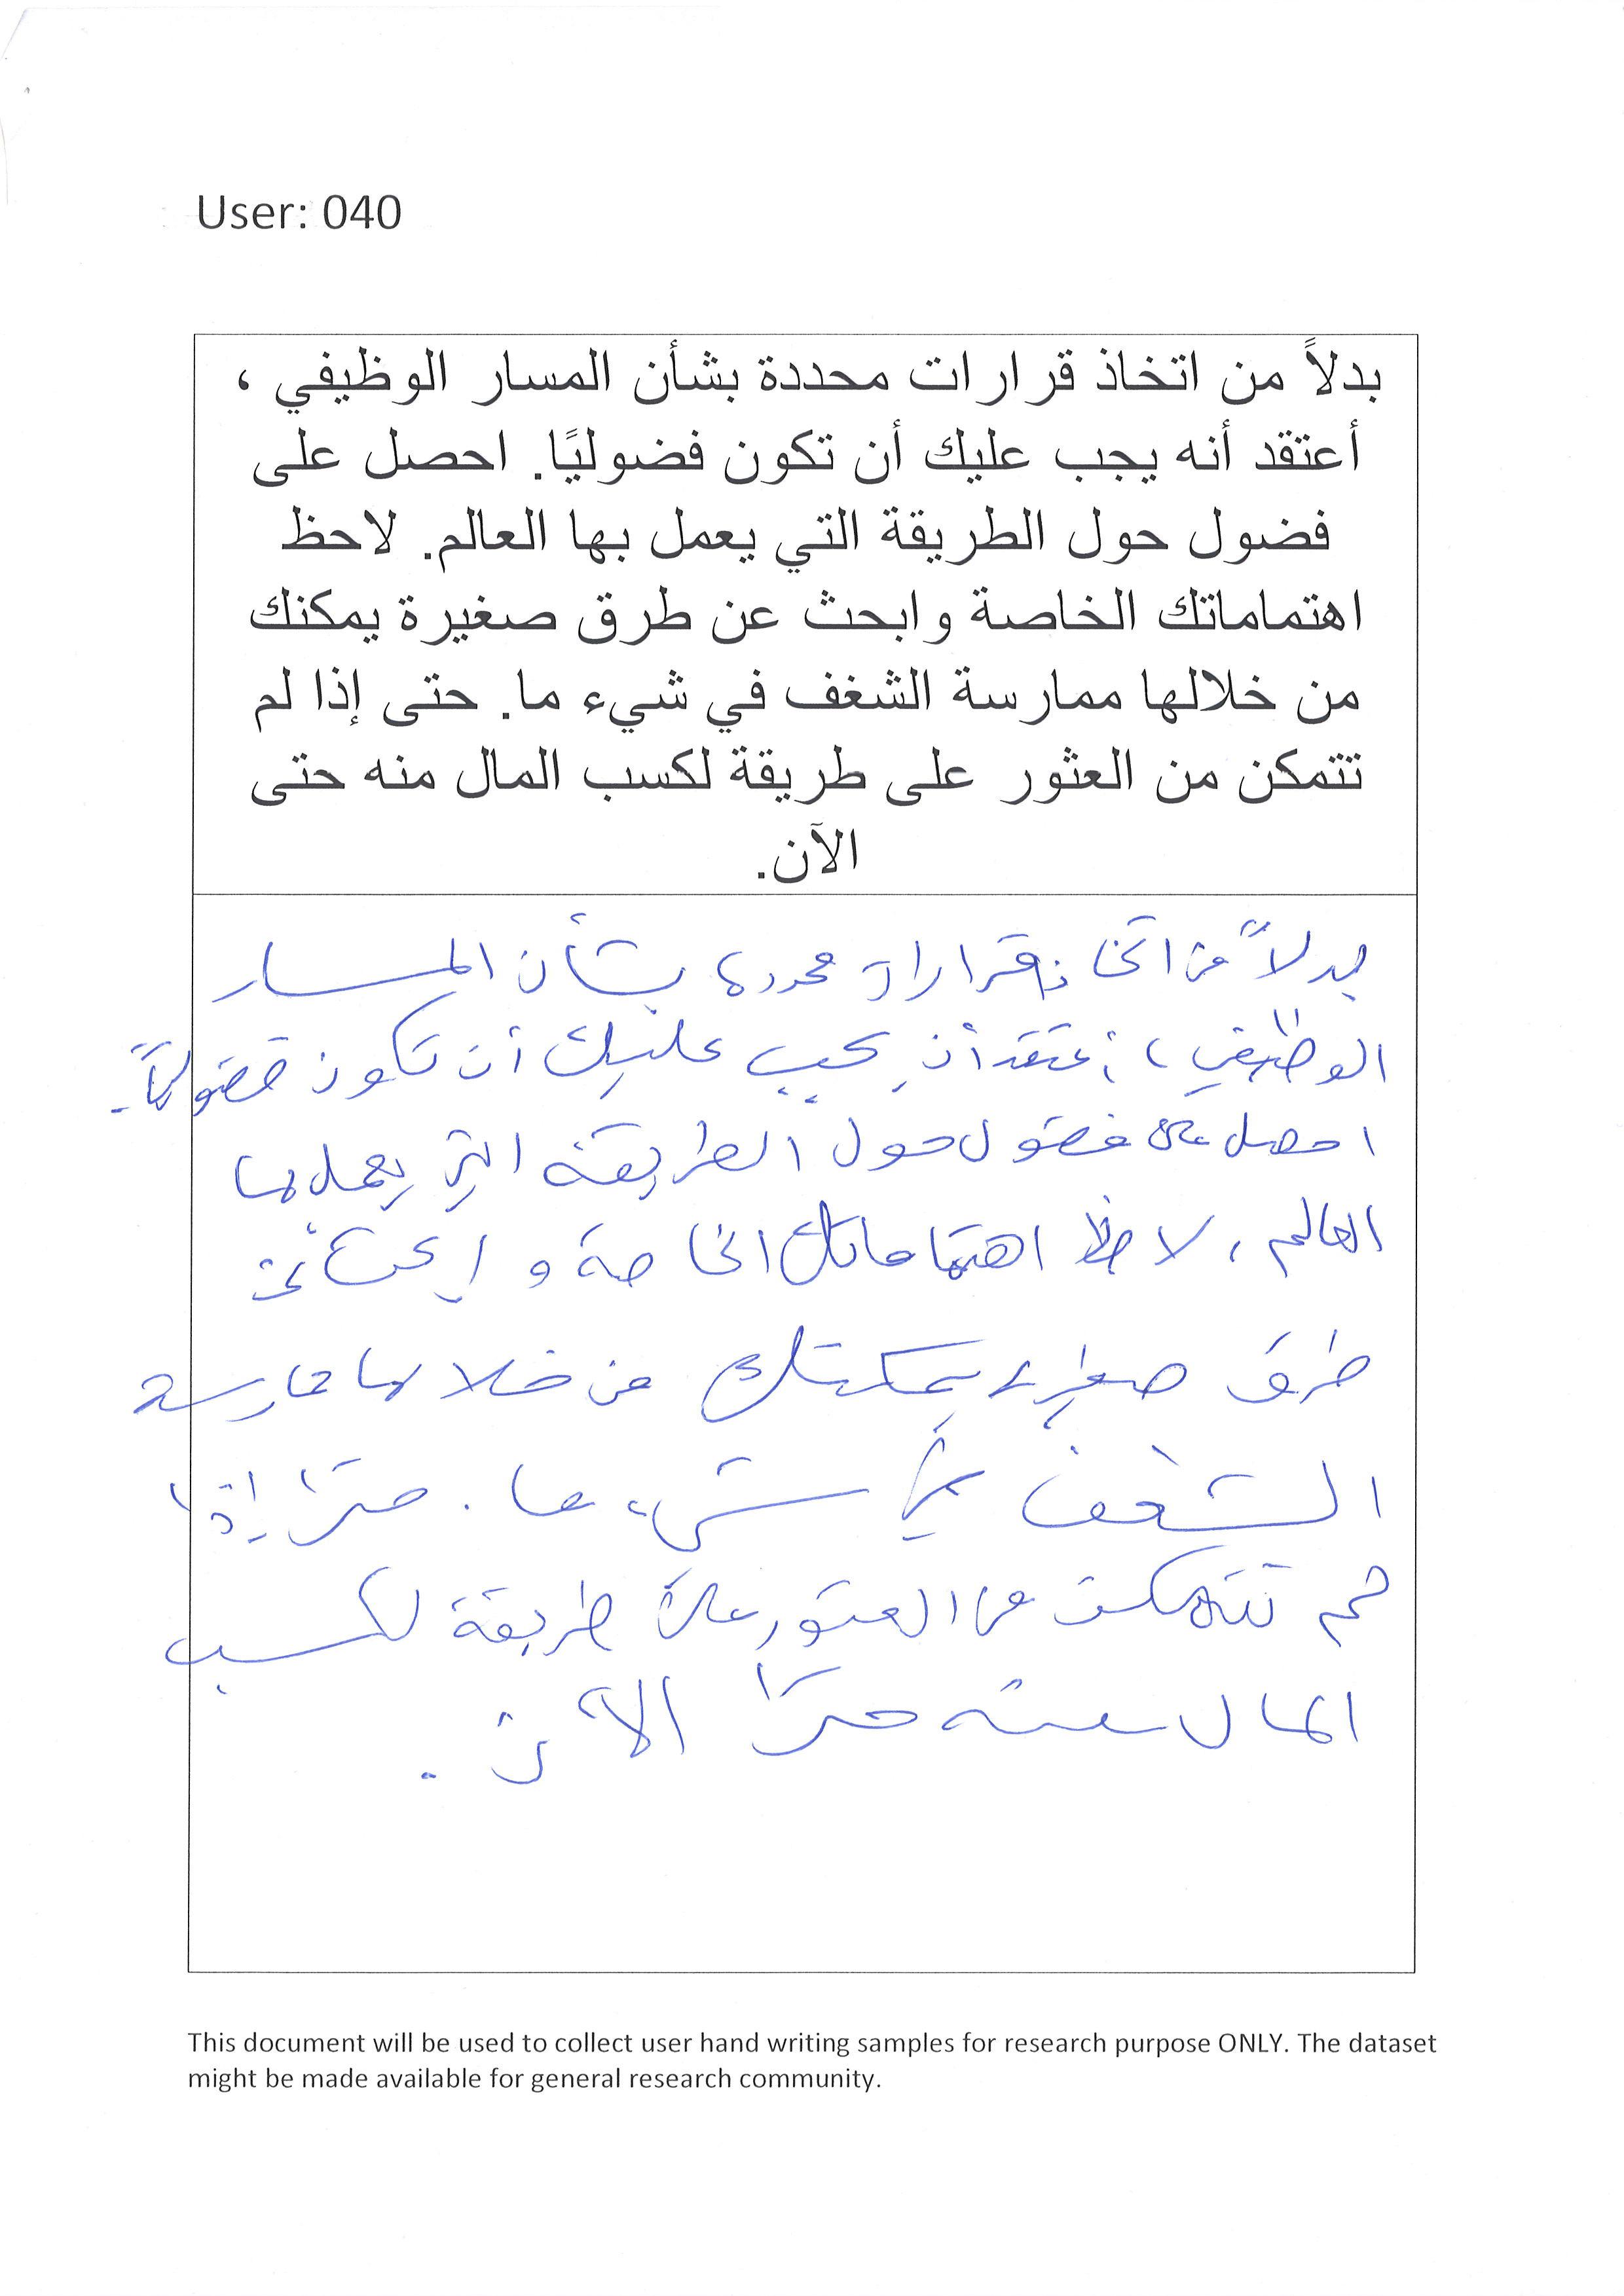 User: 040
بدلاً من اتخاذ قرارات محددة بشأن المسار الوظيفي ،
أعتقد أنه يجب عليك أن تكون فضوليًا. احصل على
فضول حول الطريقة التي يعمل بها العالم. لاحظ
اهتماماتك الخاصة وابحث عن طرق صغيرة يمكنك
من خلالها ممارسة الشغف في شيء ما. حتى إذا لم
تتمكن من العثور على طريقة لكسب المال منه حتى
الآن.
بدلاً من اتخاذ قرارات محدده بشأن المسار
الوظيفي ، أعتقد أن يجب عليك أن تكون فضولياً.
احصل على فضول حول الطريقة التي يعمل بها
العالم ، لاحظ اهتماماتك الخاصة و ابحث عن
طرق صغيره يمكنك من خلالها ممارسة
الشغف في شيء ما . حتى إذا
لم تتمكن من العثور على طريقة لكسب
المال منه حتى الآن .
This document will be used to collect user hand writing samples for research purpose ONLY. The dataset
might be made available for general research community.